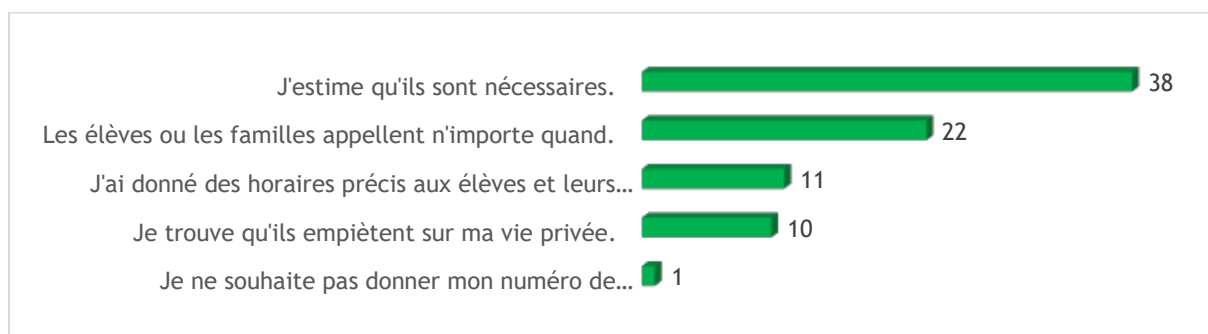 J'estime qu'ils sont nécessaires. 38
Les élèves ou les familles appellent n'importe quand. 22
J'ai donné des horaires précis aux élèves et leurs… 11
Je trouve qu'ils empiètent sur ma vie privée. 10
Je ne souhaite pas donner mon numéro de… 1